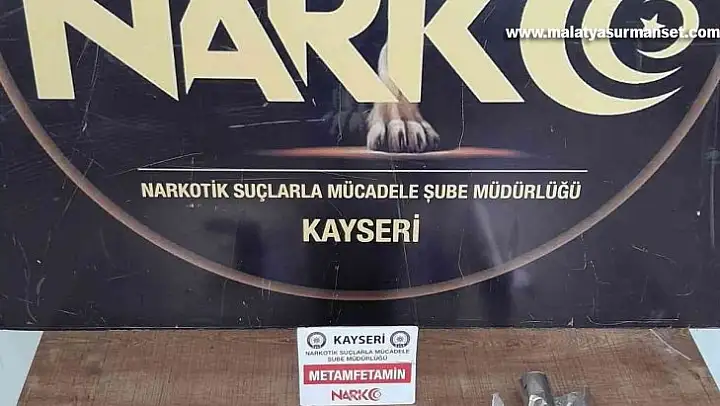 www.malatyasurmanset.com
NARKO
NARKOTİK SUÇLARLA MÜCADELE ŞUBE MÜDÜRLÜĞÜ
KAYSERİ
KAYSERİ
NARKOTİK SUÇLARLA MÜCADELE
ŞUBE MÜDÜRLÜĞÜ
METAMFETAMİN
NARKO